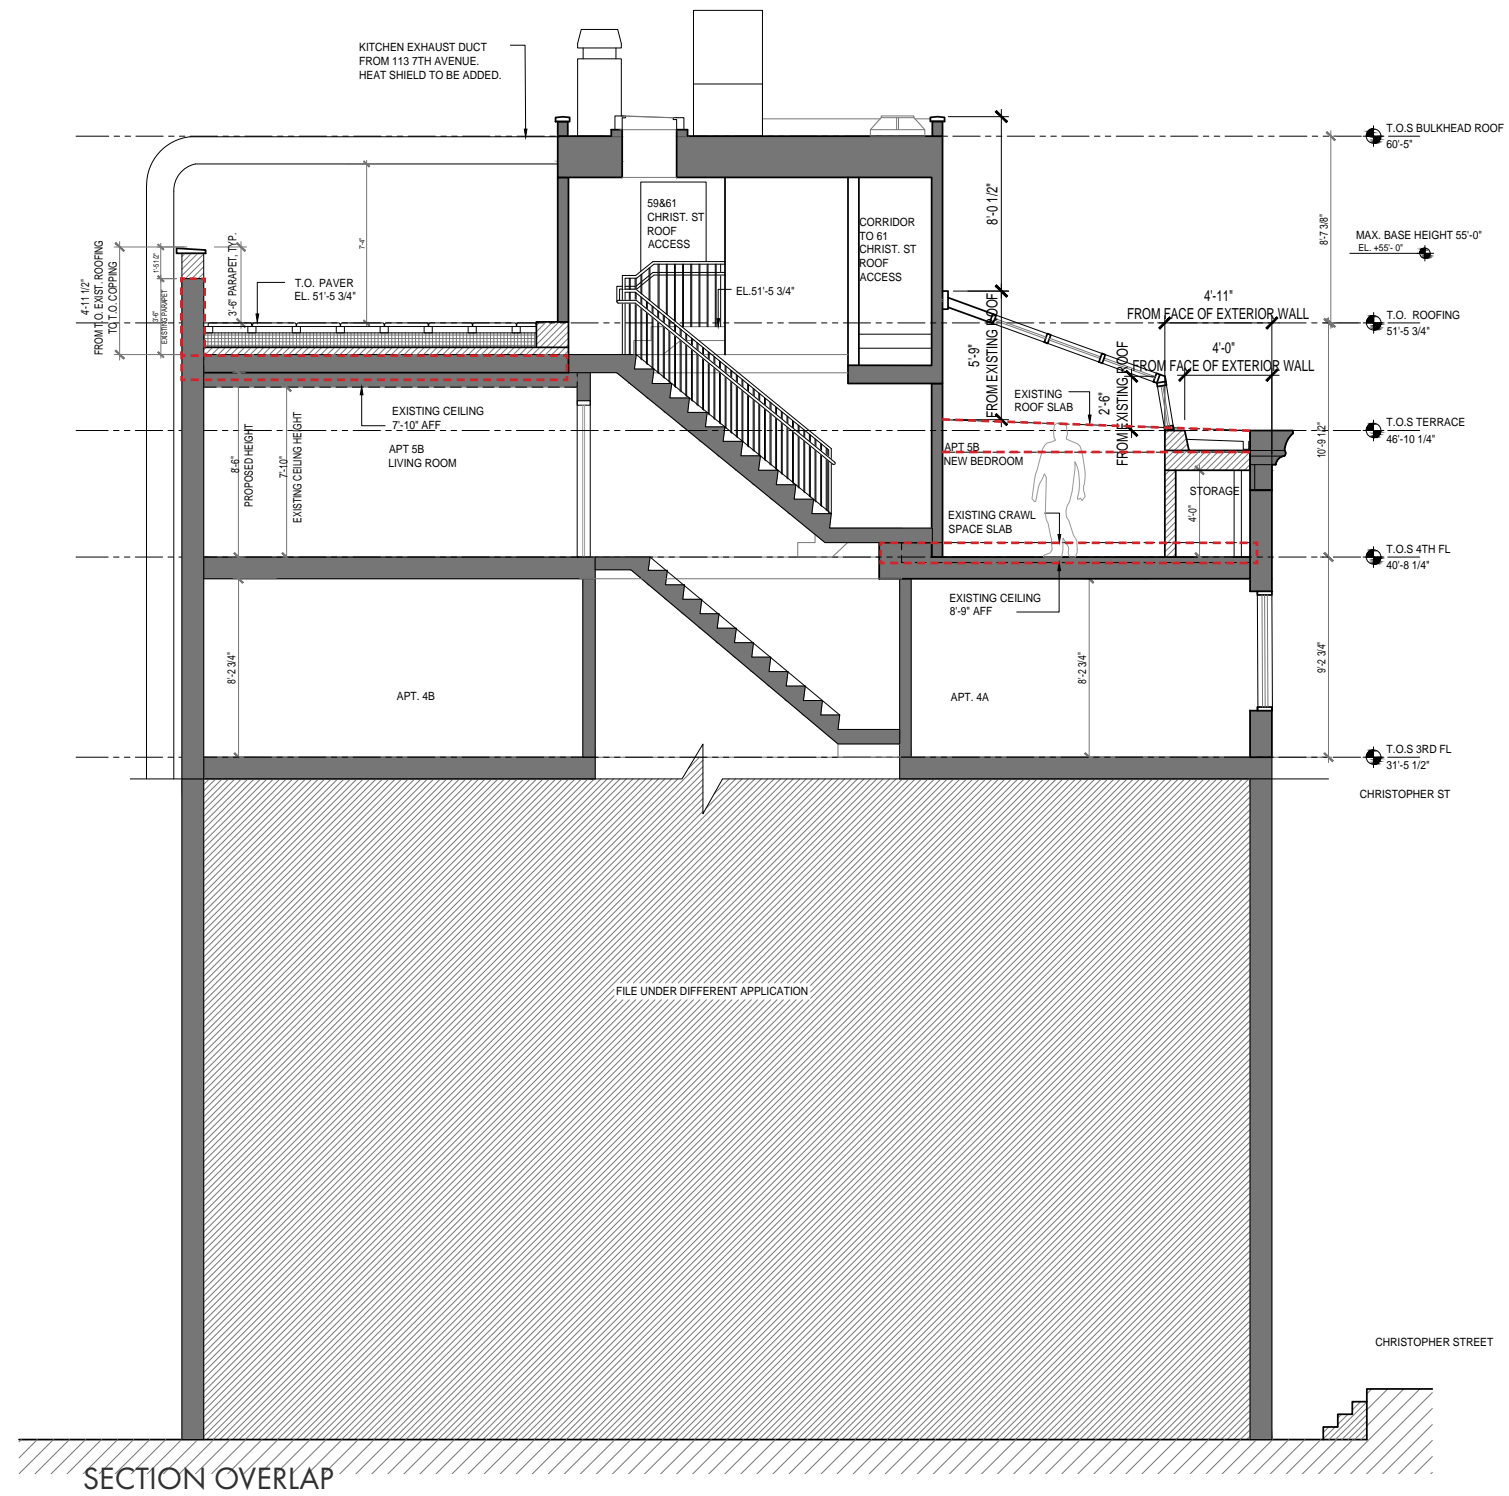 KITCHEN EXHAUST DUCT
FROM 113 7TH AVENUE.
HEAT SHIELD TO BE ADDED.
T.O.S BULKHEAD ROOF
60'-5"
8'-0 1/2"
8'-7 3/8"
MAX. BASE HEIGHT 55'-0"
EL. +55'- 0"
59&61
CHRIST. ST
ROOF
ACCESS
CORRIDOR
TO 61
CHRIST. ST
ROOF
ACCESS
4'-11 1/2"
FROM T.O. EXIST. ROOFING
TO T.O. COPPING
1'-5 1/2"
3'-6"
EXISTING PARAPET
3'-6" PARAPET, TYP.
7'-4"
T.O. PAVER
EL. 51'-5 3/4"
EL.51'-5 3/4"
4'-11"
FROM FACE OF EXTERIOR WALL
T.O. ROOFING
51'-5 3/4"
4'-0"
FROM FACE OF EXTERIOR WALL
5'-9"
FROM EXISTING ROOF
2'-6"
FROM EXISTING ROOF
EXISTING
ROOF SLAB
EXISTING CEILING
7'-10" AFF
T.O.S TERRACE
46'-10 1/4"
10'-9 1/2"
8'-6"
PROPOSED HEIGHT
7'-10"
EXISTING CEILING HEIGHT
APT 5B
LIVING ROOM
APT 5B
NEW BEDROOM
STORAGE
4'-0"
EXISTING CRAWL
SPACE SLAB
T.O.S 4TH FL
40'-8 1/4"
EXISTING CEILING
8'-9" AFF
8'-2 3/4"
8'-2 3/4"
9'-2 3/4"
APT. 4B
APT. 4A
T.O.S 3RD FL
31'-5 1/2"
CHRISTOPHER ST
FILE UNDER DIFFERENT APPLICATION
CHRISTOPHER STREET
SECTION OVERLAP